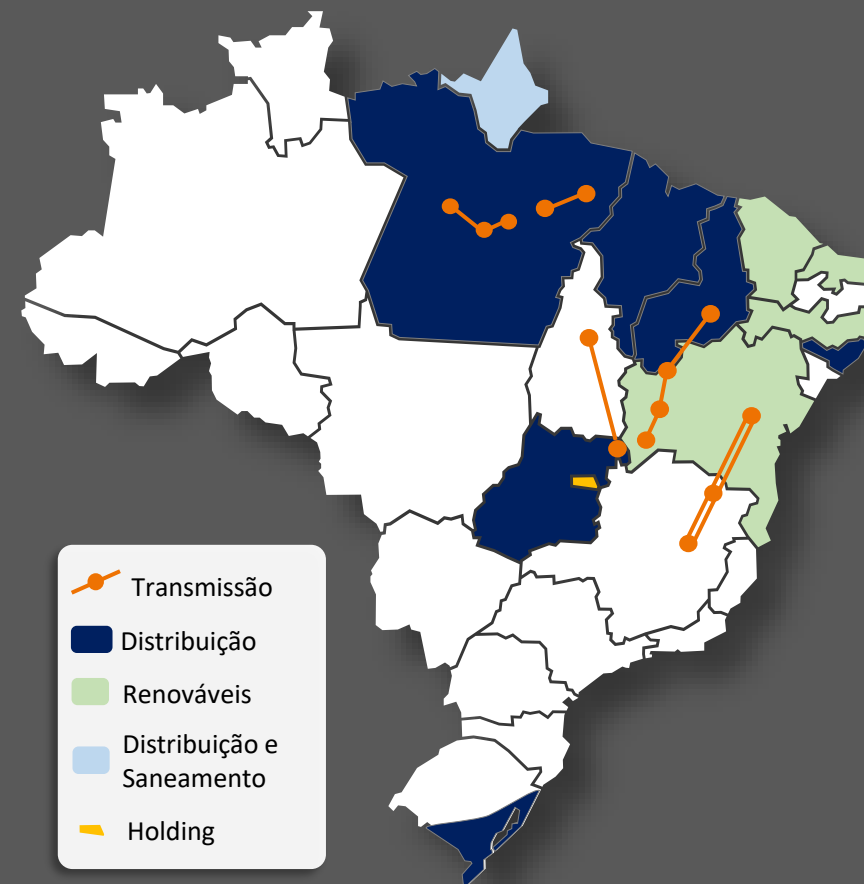 Transmissão
Distribuição
Renováveis
Distribuição e
Saneamento
Holding